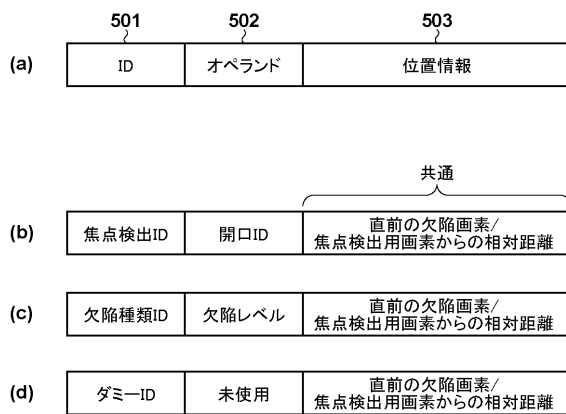 501 502 503
(a) ID オペランド 位置情報
共通
(b) 焦点検出ID 開口ID 直前の欠陥画素/
焦点検出用画素からの相対距離
(c) 欠陥種類ID 欠陥レベル 直前の欠陥画素/
焦点検出用画素からの相対距離
(d) ダミーID 未使用 直前の欠陥画素/
焦点検出用画素からの相対距離